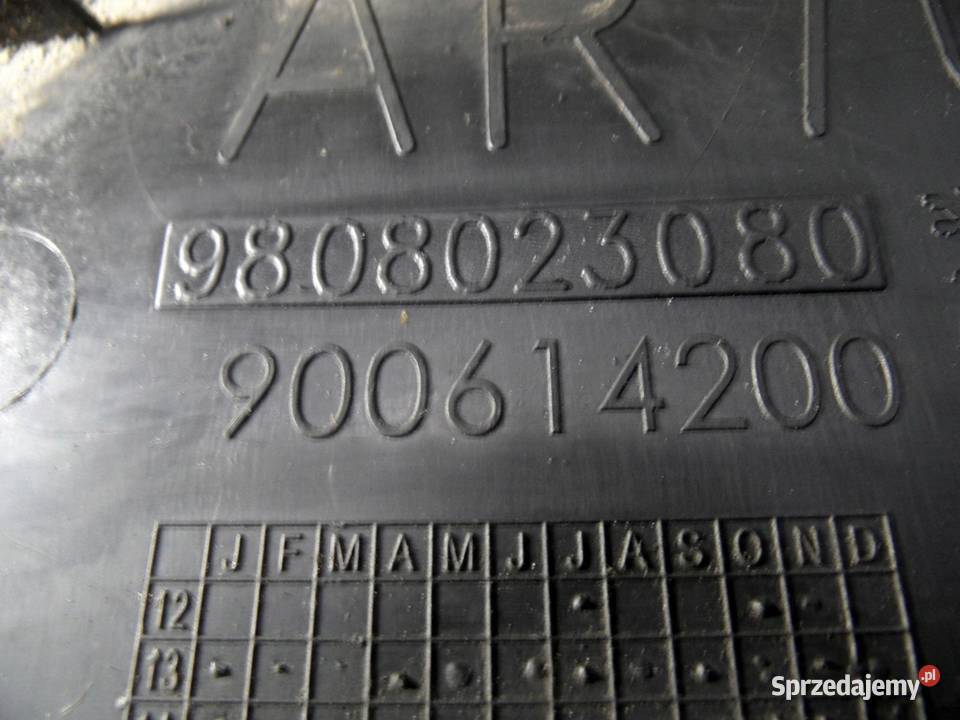 9808023080
900614200
J F M A M J J A S O N D
12
13
Sprzedajemy.pl